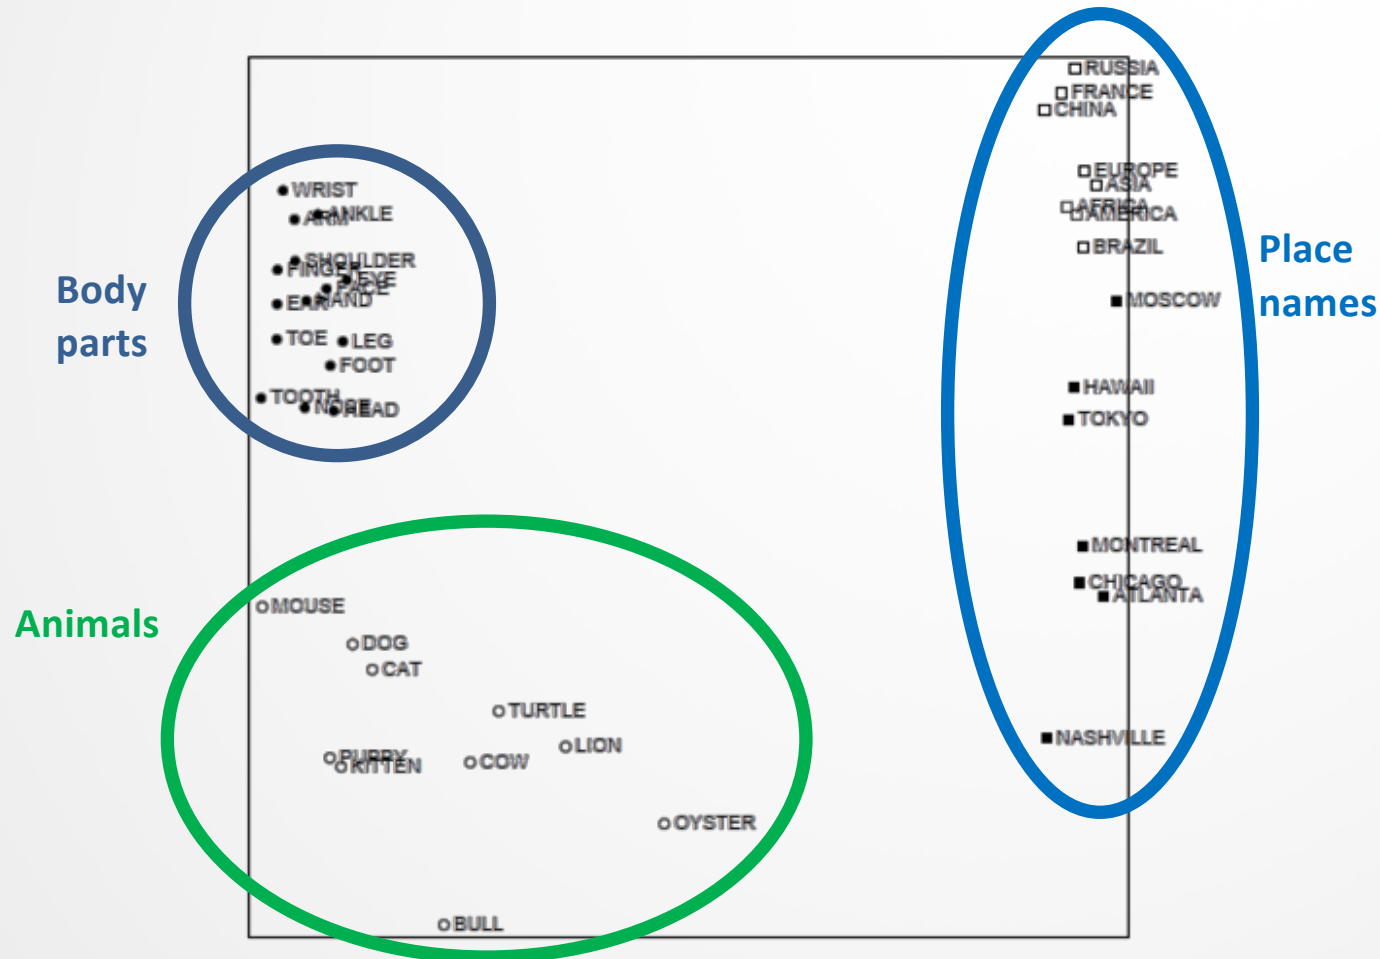 RUSSIA
FRANCE
CHINA
EUROPE
ASIA
AFRICA
AMERICA
BRAZIL
MOSCOW
HAWAII
TOKYO
MONTREAL
CHICAGO
ATLANTA
NASHVILLE
Place
names
WRIST
ANKLE
ARM
SHOULDER
FINGER
EYE
FACE
HAND
EAR
TOE
LEG
FOOT
TOOTH
NOSE
HEAD
Body
parts
MOUSE
DOG
CAT
TURTLE
LION
PUPPY
KITTEN
COW
OYSTER
BULL
Animals